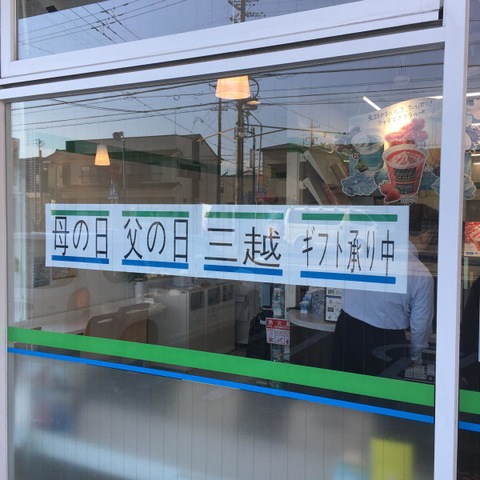 母の日 父の日 三越 ギフト承り中